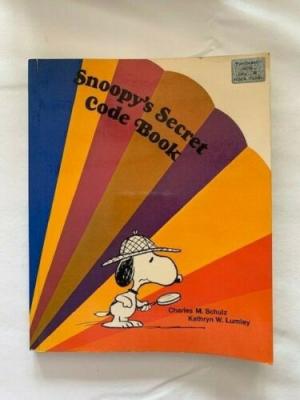 Snoopy's Secret
Code Book
Charles M. Schulz
Kathryn W. Lumley